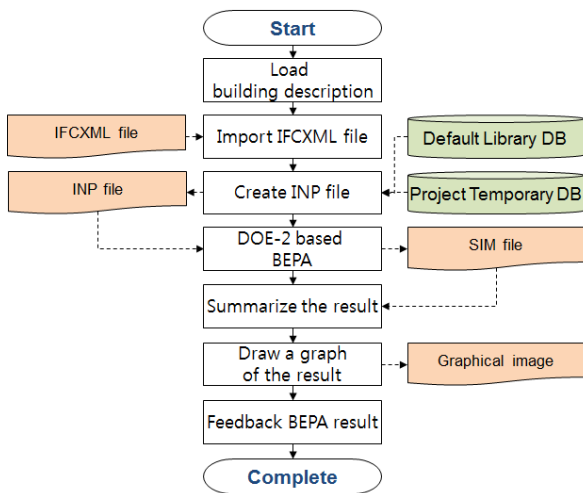 Start
Load
building description
IFCXML file
Import IFCXML file
Default Library DB
INP file
Create INP file
Project Temporary DB
DOE-2 based
BEPA
SIM file
Summarize the result
Draw a graph
of the result
Graphical image
Feedback BEPA result
Complete